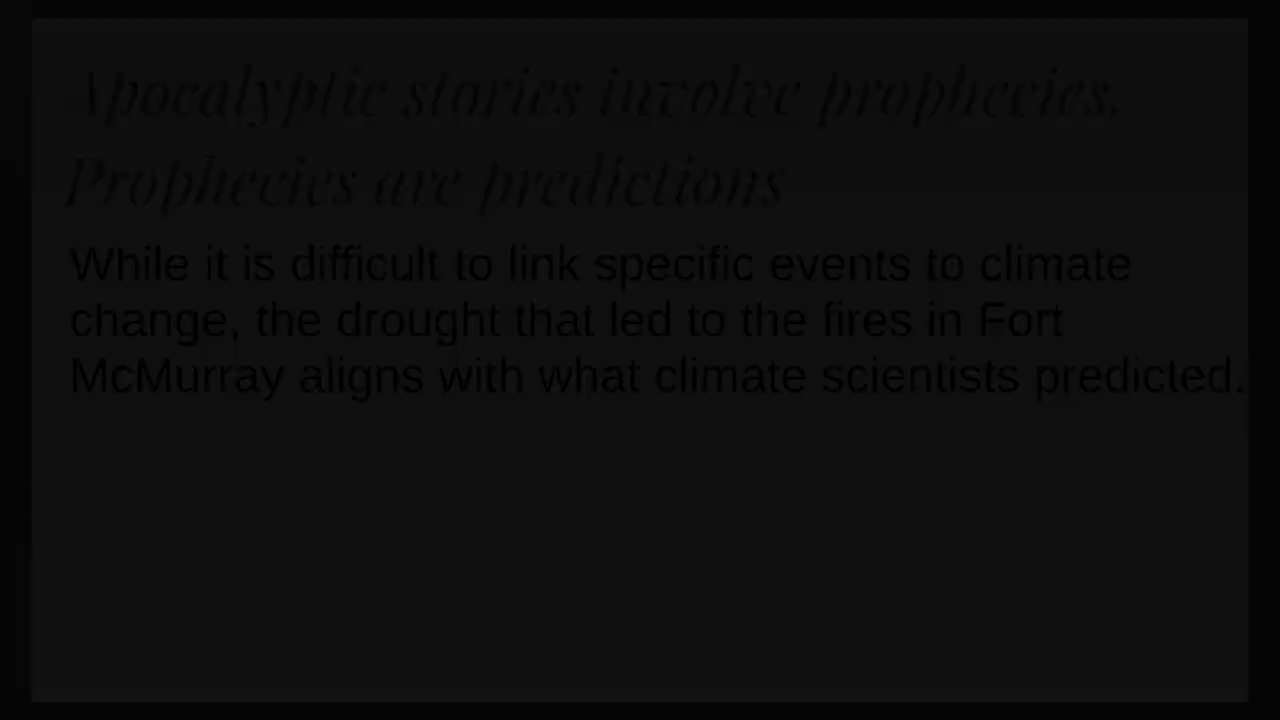 Apocalyptic stories involve prophecies.
Prophecies are predictions
While it is difficult to link specific events to climate
change, the drought that led to the fires in Fort
McMurray aligns with what climate scientists predicted.